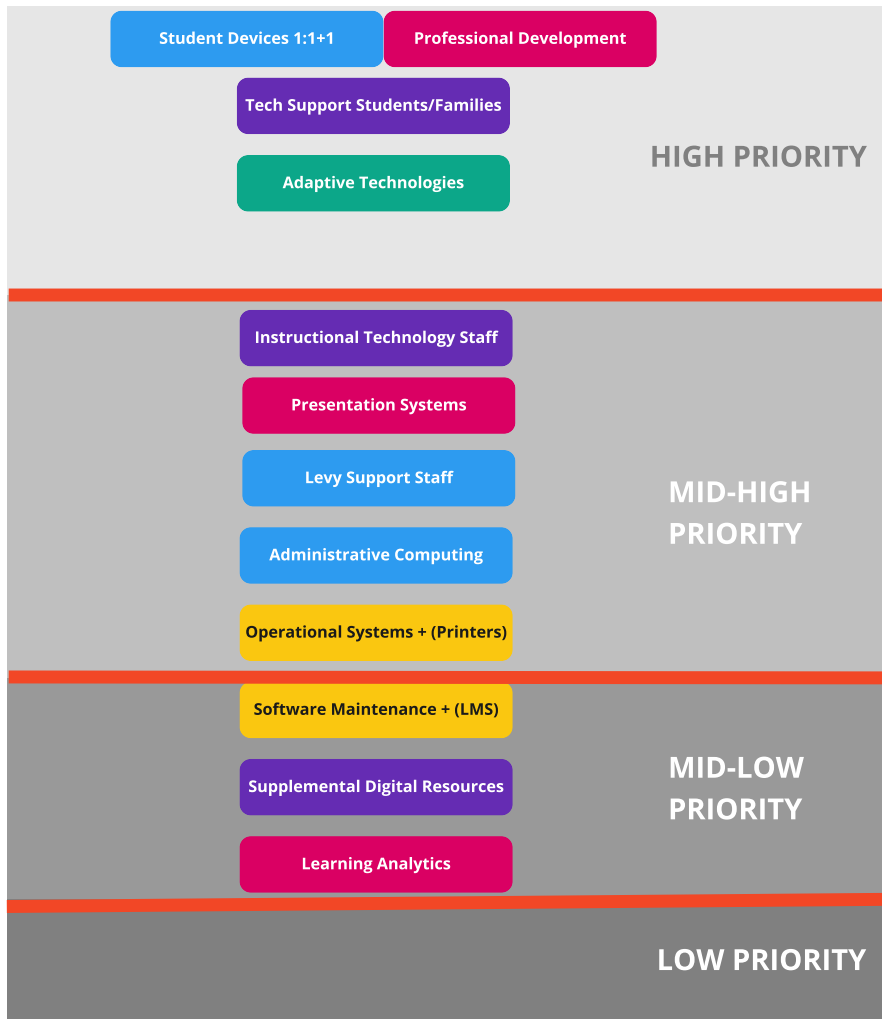 Student Devices 1:1+1
Professional Development
Tech Support Students/Families
HIGH PRIORITY
Adaptive Technologies
Instructional Technology Staff
Presentation Systems
Levy Support Staff
MID-HIGH
PRIORITY
Administrative Computing
Operational Systems + (Printers)
Software Maintenance + (LMS)
MID-LOW
PRIORITY
Supplemental Digital Resources
Learning Analytics
LOW PRIORITY